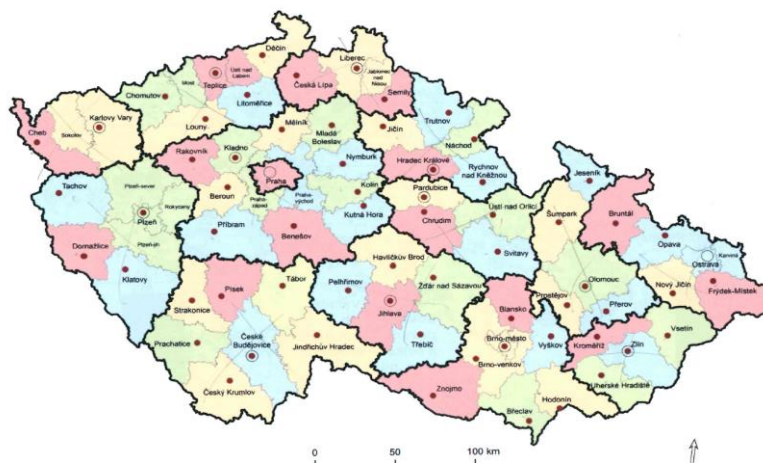 Děčín
Liberec
Ústí nad
Labem
Teplice
Most
Jablonec
nad
Nisou
Chomutov
Česká Lípa
Semily
Litoměřice
Trutnov
Karlovy Vary
Louny
Mělník
Jičín
Cheb
Sokolov
Mladá
Boleslav
Náchod
Rakovník
Kladno
Nymburk
Hradec Králové
Rychnov
nad Kněžnou
Jeseník
Praha
Tachov
Plzeň-sever
Beroun
Praha-
západ
Praha-
východ
Kolín
Pardubice
Rokycany
Plzeň
Kutná Hora
Chrudim
Ústí nad Orlicí
Šumperk
Bruntál
Příbram
Benešov
Opava
Karviná
Ostrava
Domažlice
Plzeň-jih
Svitavy
Klatovy
Havlíčkův Brod
Olomouc
Nový Jičín
Frýdek-Místek
Písek
Tábor
Pelhřimov
Žďár nad Sázavou
Prostějov
Přerov
Strakonice
Jihlava
Blansko
Prachatice
České
Budějovice
Jindřichův Hradec
Třebíč
Brno-město
Vyškov
Kroměříž
Zlín
Vsetín
Brno-venkov
Český Krumlov
Znojmo
Uherské Hradiště
Hodonín
Břeclav
0 50 100 km